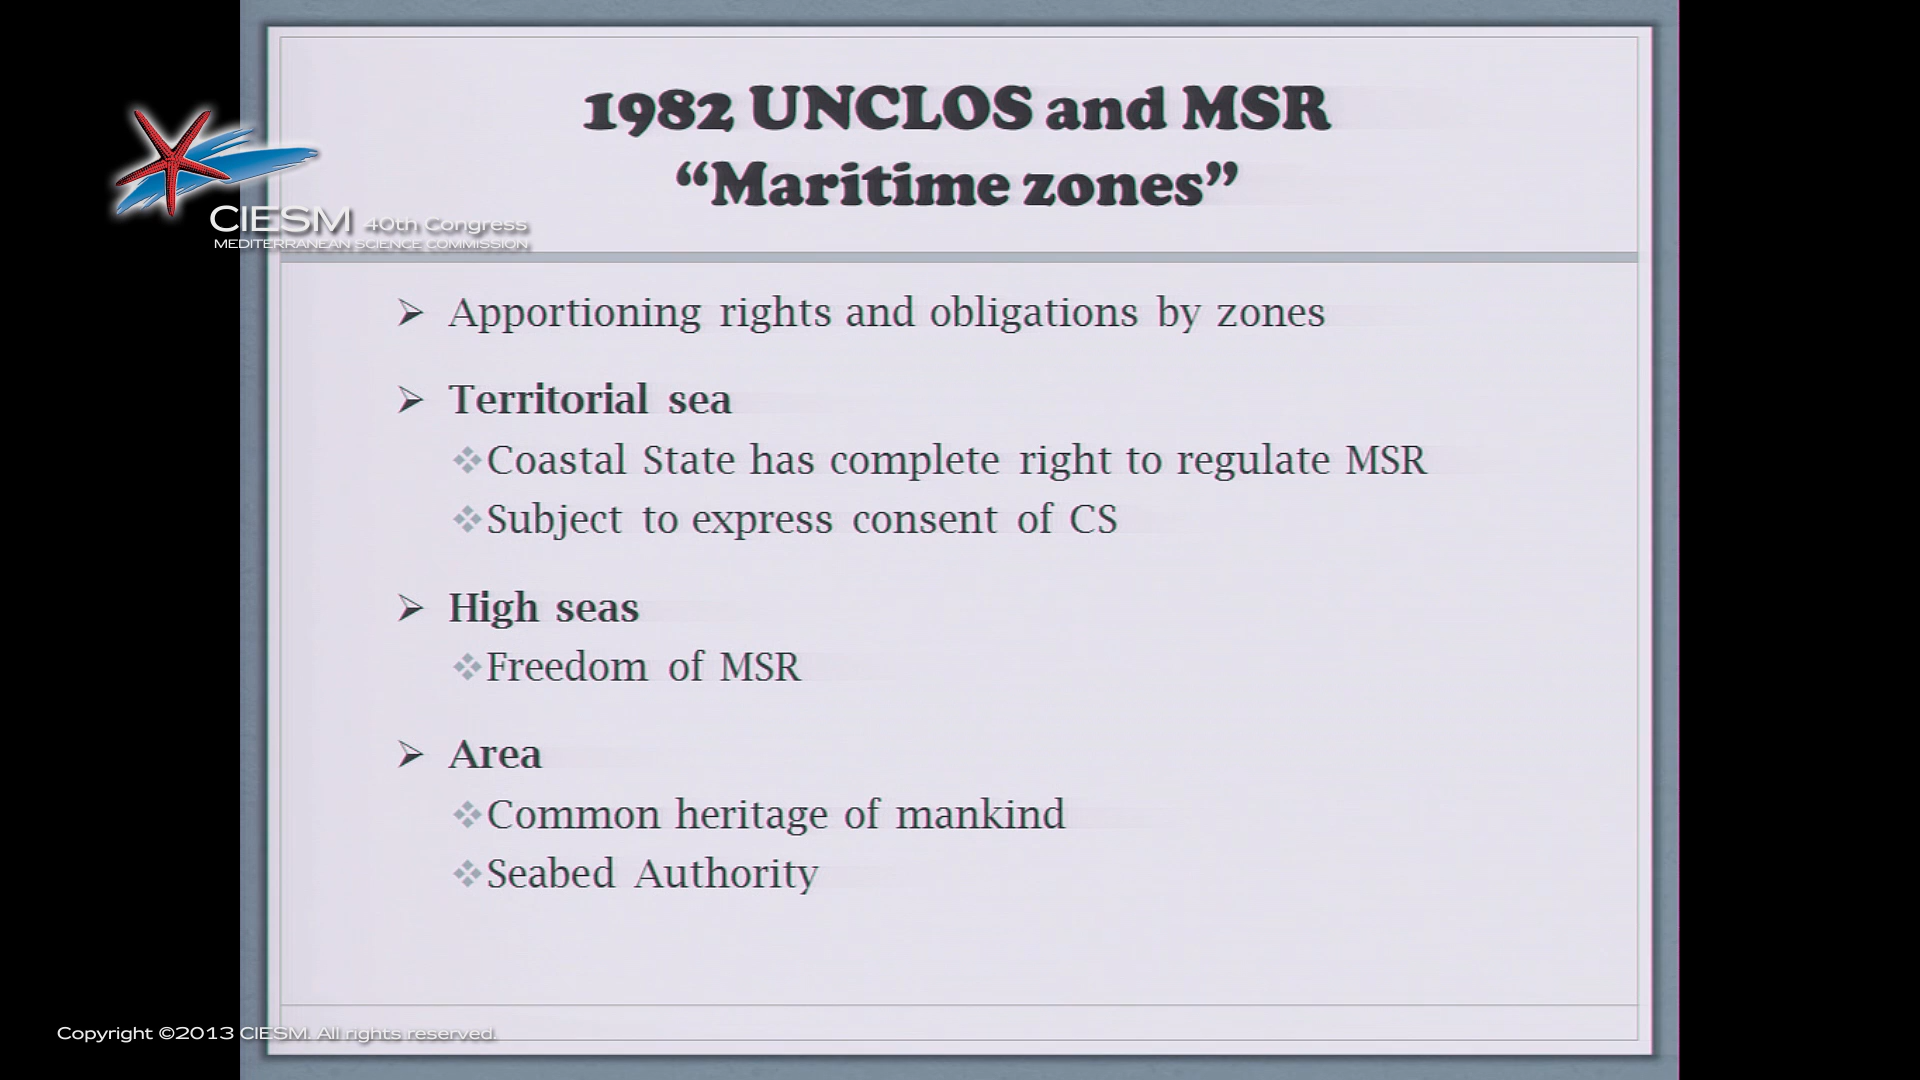 1982 UNCLOS and MSR
“Maritime zones”
CIESM 40th Congress
MEDITERRANEAN SCIENCE COMMISSION
➢ Apportioning rights and obligations by zones
➢ Territorial sea
❖Coastal State has complete right to regulate MSR
❖Subject to express consent of CS
➢ High seas
❖Freedom of MSR
➢ Area
❖Common heritage of mankind
❖Seabed Authority
Copyright ©2013 CIESM. All rights reserved.